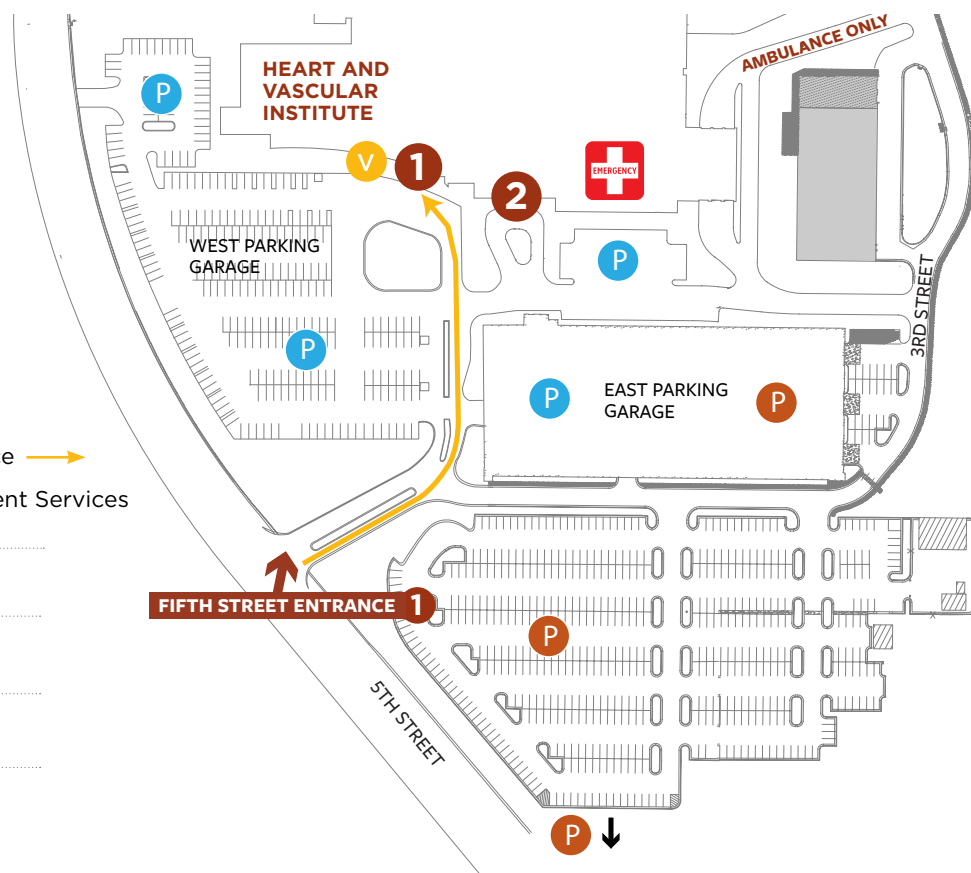 AMBULANCE ONLY
HEART AND
VASCULAR
INSTITUTE
P
V
1
2
EMERGENCY
WEST PARKING
GARAGE
P
P
3RD STREET
P
EAST PARKING
GARAGE
P
ent Services
FIFTH STREET ENTRANCE 1
P
5TH STREET
P